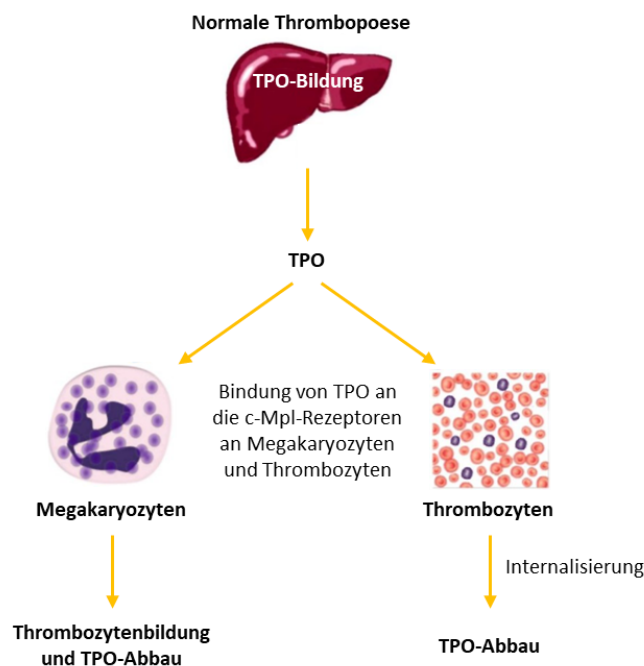 Normale Thrombopoese
TPO-Bildung
TPO
Bindung von TPO an
die c-Mpl-Rezeptoren
an Megakaryozyten
und Thrombozyten
Megakaryozyten
Thrombozyten
Internalisierung
Thrombozytenbildung
und TPO-Abbau
TPO-Abbau